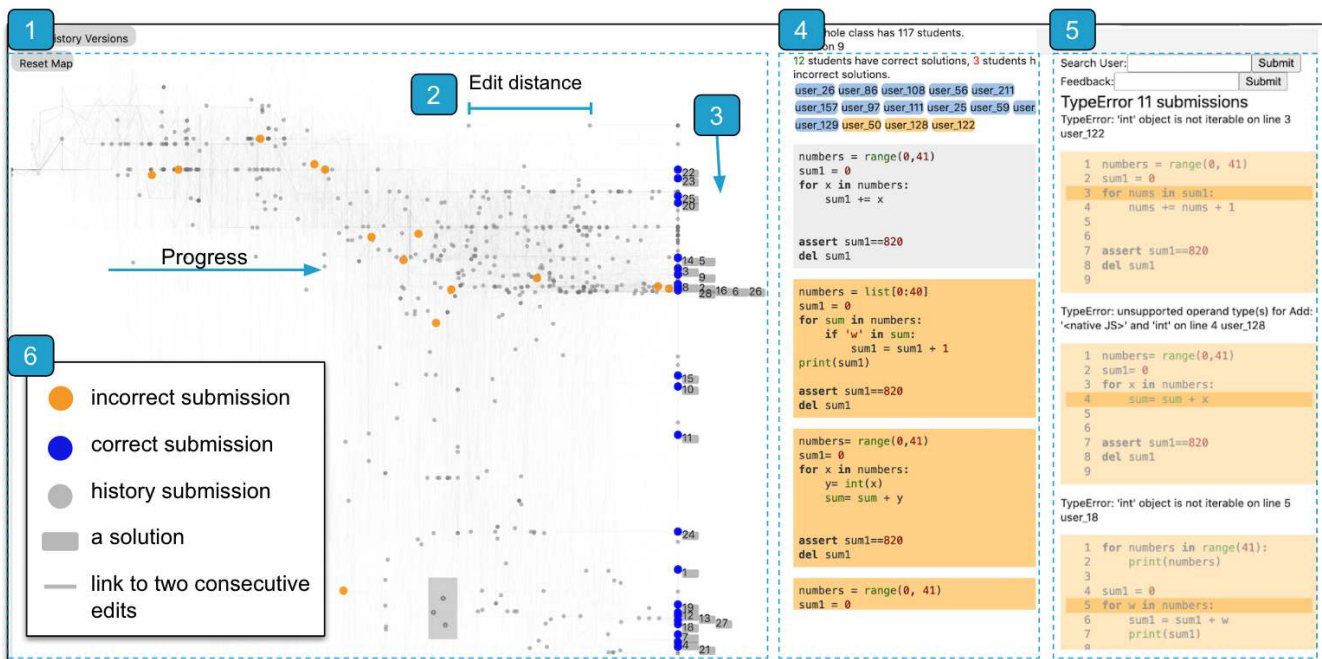 1
istory Versions
Reset Map
2
Edit distance
3
Progress
22
23
25
20
14 5
3
9
8 2 16 6 26
28
15
10
11
24
1
19
12 13
27
18
7
4 21
6
incorrect submission
correct submission
history submission
a solution
link to two consecutive
edits
4
hole class has 117 students.
on 9
12 students have correct solutions, 3 students h
incorrect solutions.
user_26 user_86 user_108 user_56 user_211
user_157 user_97 user_111 user_25 user_59 user
user_129 user_50 user_128 user_122
numbers = range(0,41)
sum1 = 0
for x in numbers:
sum1 += x
assert sum1==820
del sum1
numbers = list[0:40]
sum1 = 0
for sum in numbers:
if 'w' in sum:
sum1 = sum1 + 1
print(sum1)
assert sum1==820
del sum1
numbers= range(0,41)
sum1= 0
for x in numbers:
y= int(x)
sum= sum + y
assert sum1==820
del sum1
numbers = range(0, 41)
sum1 = 0
5
Search User: Submit
Feedback: Submit
TypeError 11 submissions
TypeError: 'int' object is not iterable on line 3
user_122
1 numbers = range(0, 41)
2 sum1 = 0
3 for nums in sum1:
4 nums += nums + 1
5
6
7 assert sum1==820
8 del sum1
9
TypeError: unsupported operand type(s) for Add:
'<native JS>' and 'int' on line 4 user_128
1 numbers= range(0,41)
2 sum1= 0
3 for x in numbers:
4 sum= sum + x
5
6
7 assert sum1==820
8 del sum1
9
TypeError: 'int' object is not iterable on line 5
user_18
1 for numbers in range(41):
2 print(numbers)
3
4 sum1 = 0
5 for w in numbers:
6 sum1 = sum1 + w
7 print(sum1)